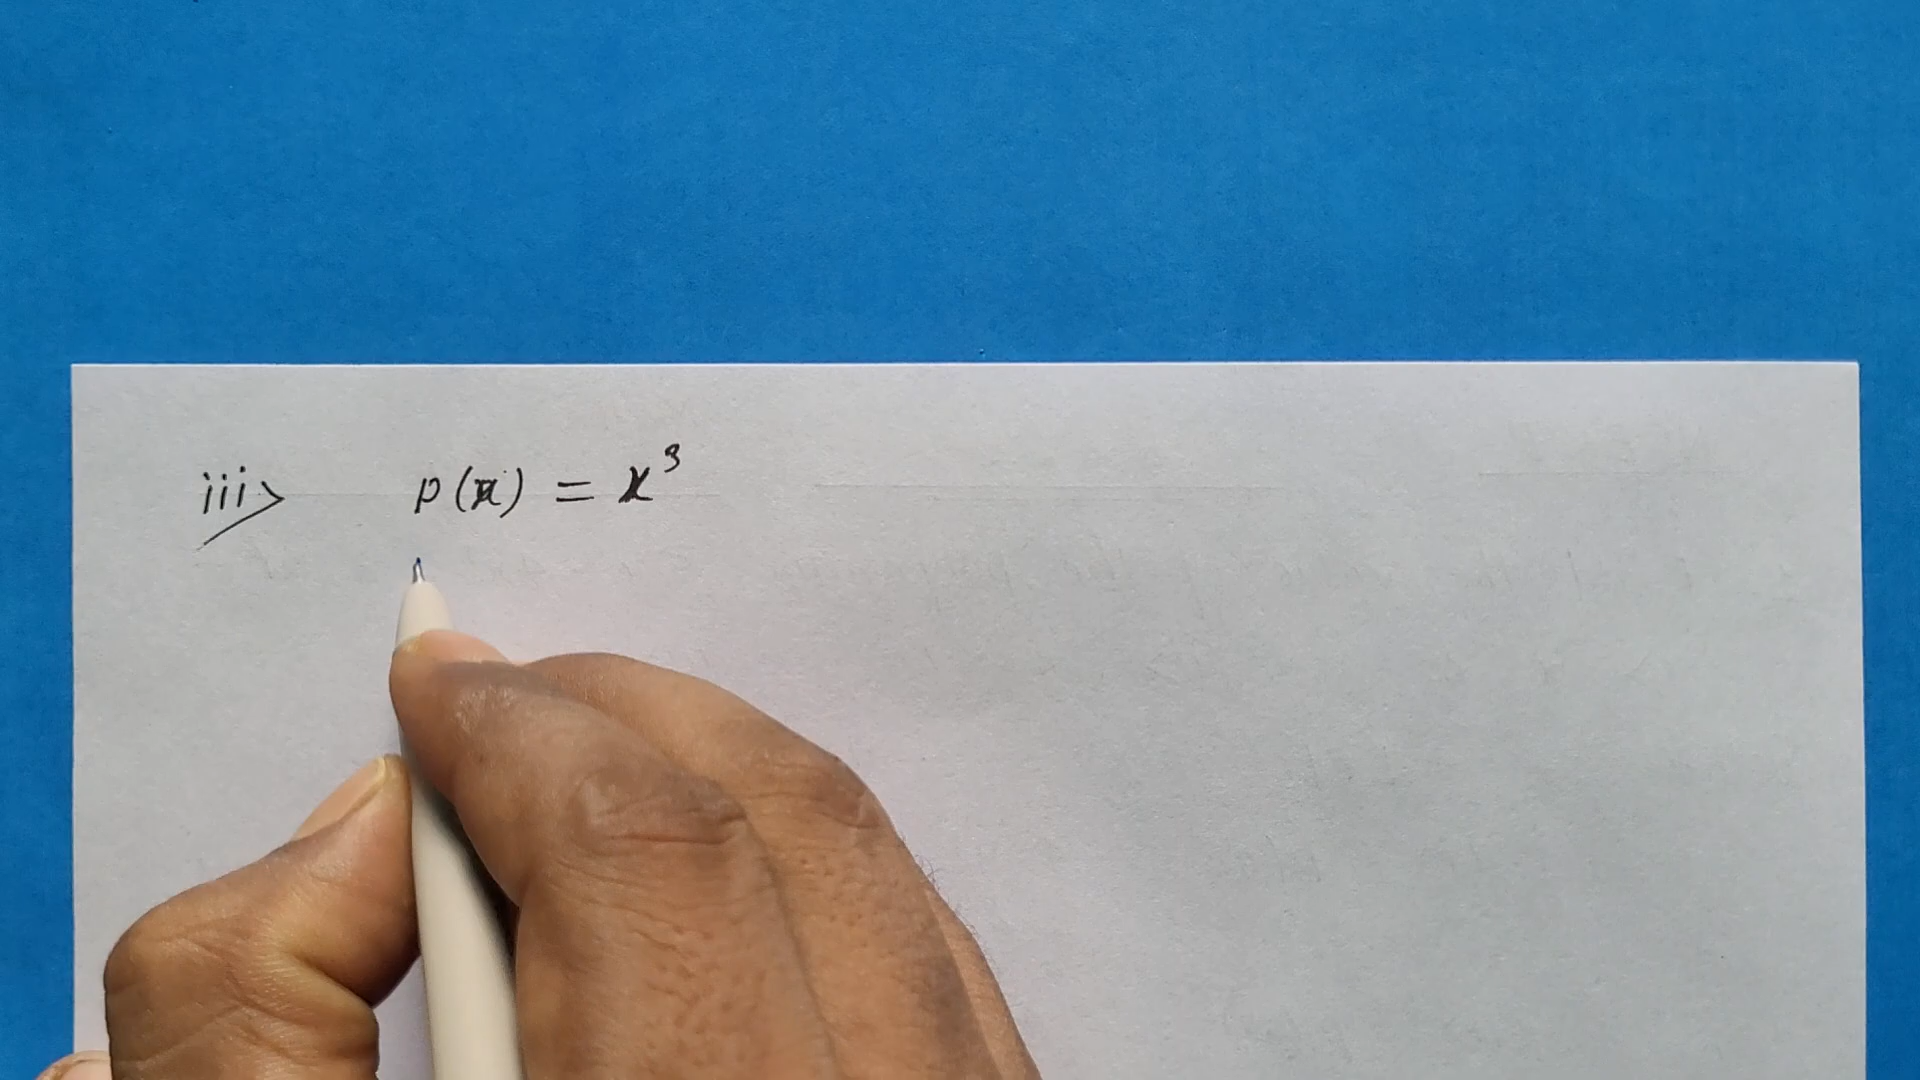 iii> p(x) = x³